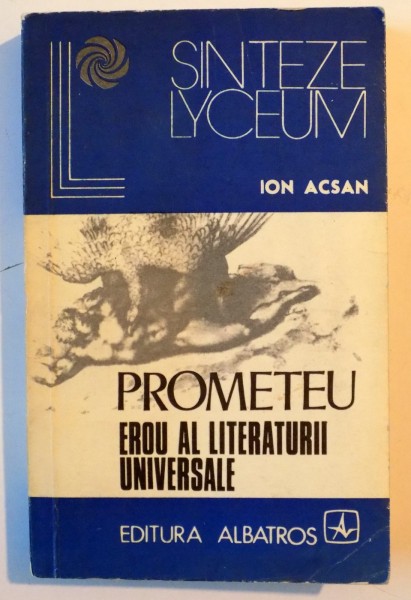 SINTEZE
LYCEUM
ION ACSAN
PROMETEU
EROU AL LITERATURII
UNIVERSALE
EDITURA ALBATROS